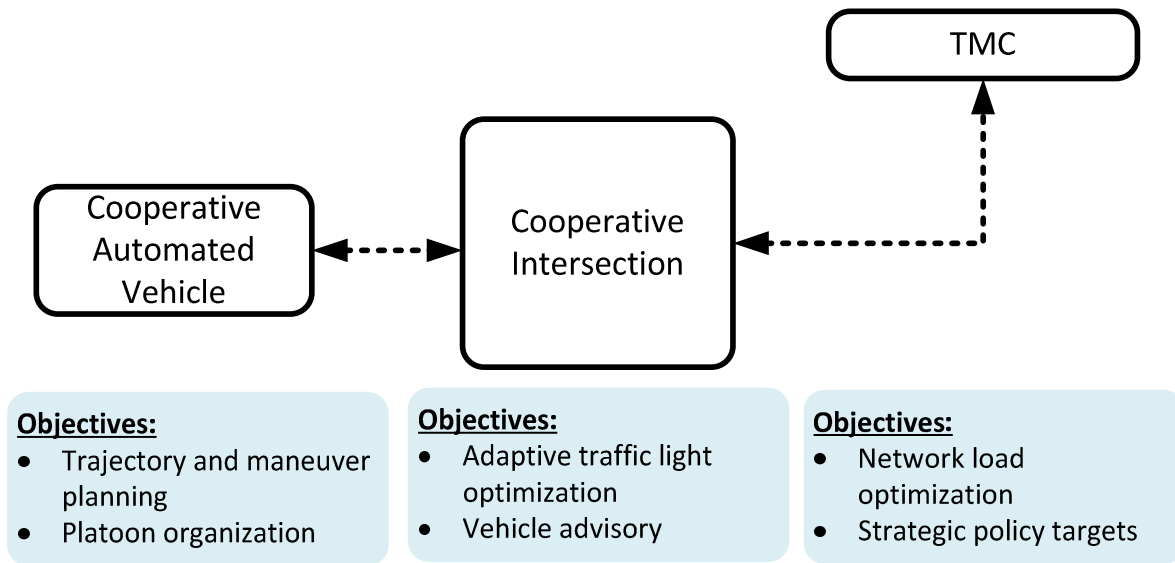 TMC
Cooperative
Automated
Vehicle
Cooperative
Intersection
Objectives:
• Trajectory and maneuver
planning
• Platoon organization
Objectives:
• Adaptive traffic light
optimization
• Vehicle advisory
Objectives:
• Network load
optimization
• Strategic policy targets